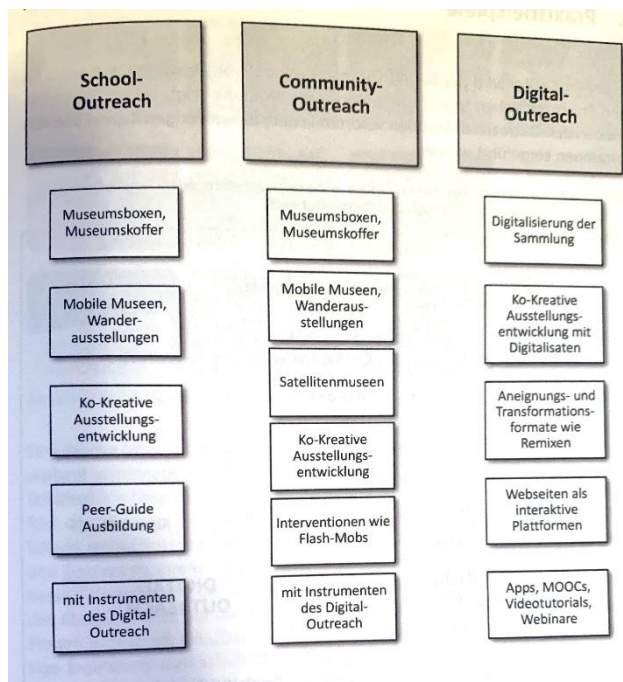 School-
Outreach
Museumsboxen,
Museumskoffer
Mobile Museen,
Wander-
ausstellungen
Ko-Kreative
Ausstellungs-
entwicklung
Peer-Guide
Ausbildung
mit Instrumenten
des Digital-
Outreach
Community-
Outreach
Museumsboxen,
Museumskoffer
Mobile Museen,
Wanderaus-
stellungen
Satellitenmuseen
Ko-Kreative
Ausstellungs-
entwicklung
Interventionen wie
Flash-Mobs
mit Instrumenten
des Digital-
Outreach
Digital-
Outreach
Digitalisierung der
Sammlung
Ko-Kreative
Ausstellungs-
entwicklung mit
Digitalisaten
Aneignungs- und
Transformations-
formate wie
Remixen
Webseiten als
interaktive
Plattformen
Apps, MOOCs,
Videotutorials,
Webinare